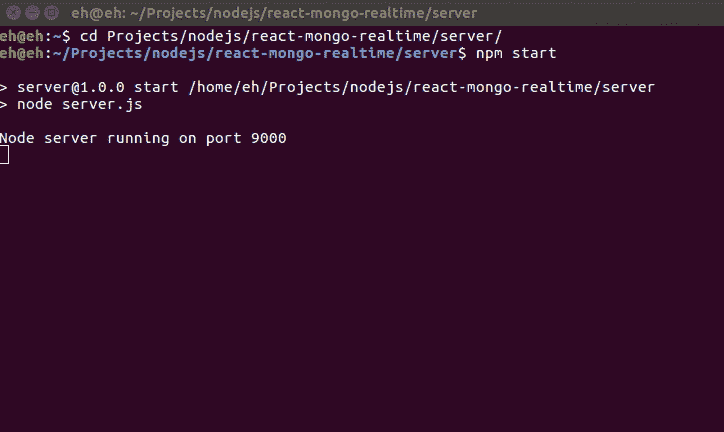 eh@eh: ~/Projects/nodejs/react-mongo-realtime/server
eh@eh:~$ cd Projects/nodejs/react-mongo-realtime/server/
eh@eh:~/Projects/nodejs/react-mongo-realtime/server$ npm start
> server@1.0.0 start /home/eh/Projects/nodejs/react-mongo-realtime/server
> node server.js
Node server running on port 9000